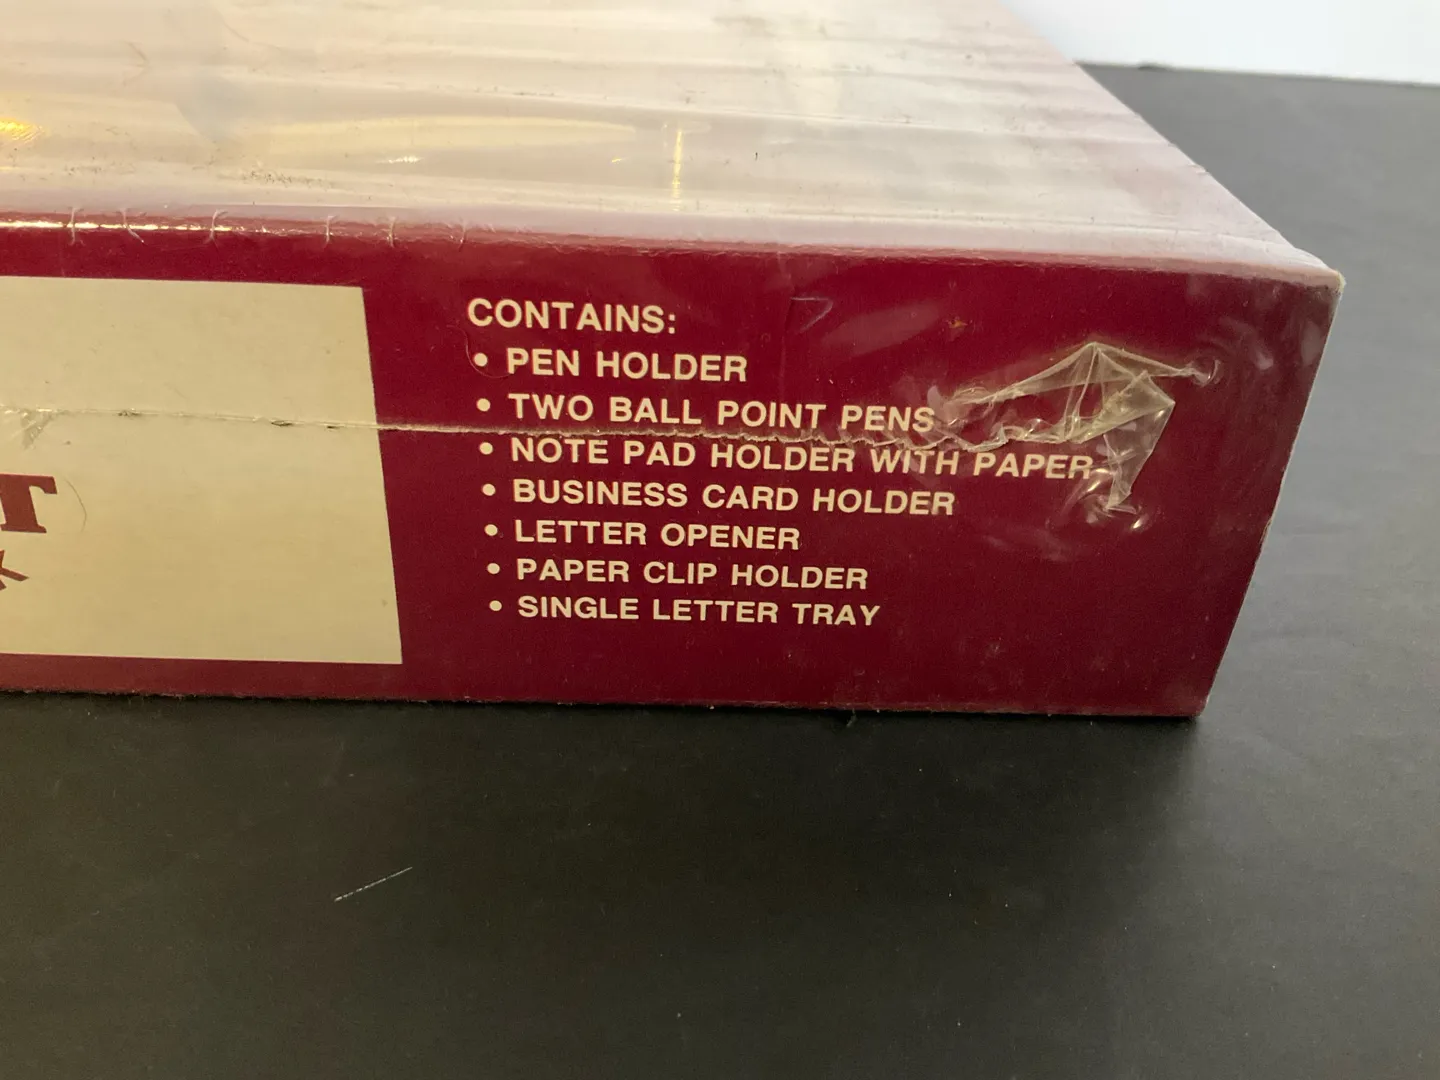 CONTAINS:
• PEN HOLDER
• TWO BALL POINT PENS
• NOTE PAD HOLDER WITH PAPER
• BUSINESS CARD HOLDER
• LETTER OPENER
• PAPER CLIP HOLDER
• SINGLE LETTER TRAY